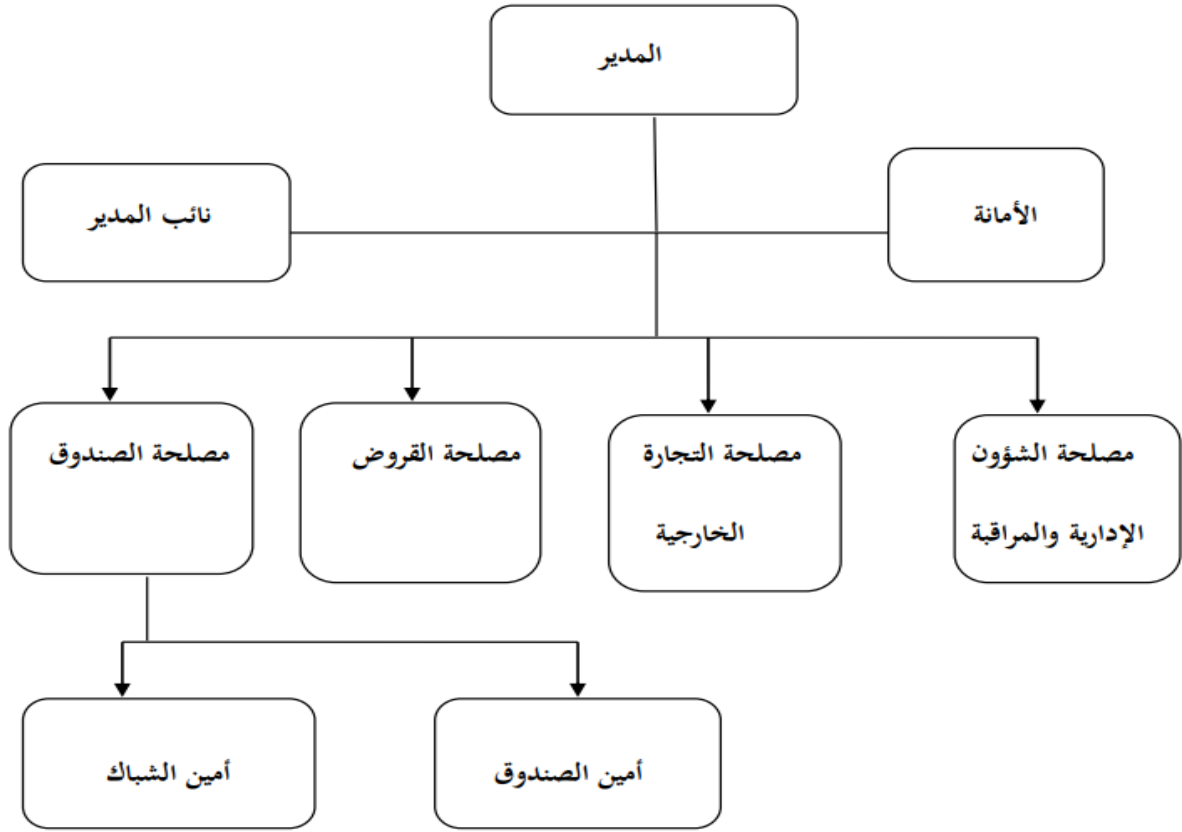 المدير
الأمانة
نائب المدير
مصلحة الشؤون
الإدارية والمراقبة
مصلحة التجارة
الخارجية
مصلحة القروض
مصلحة الصندوق
أمين الصندوق
أمين الشباك